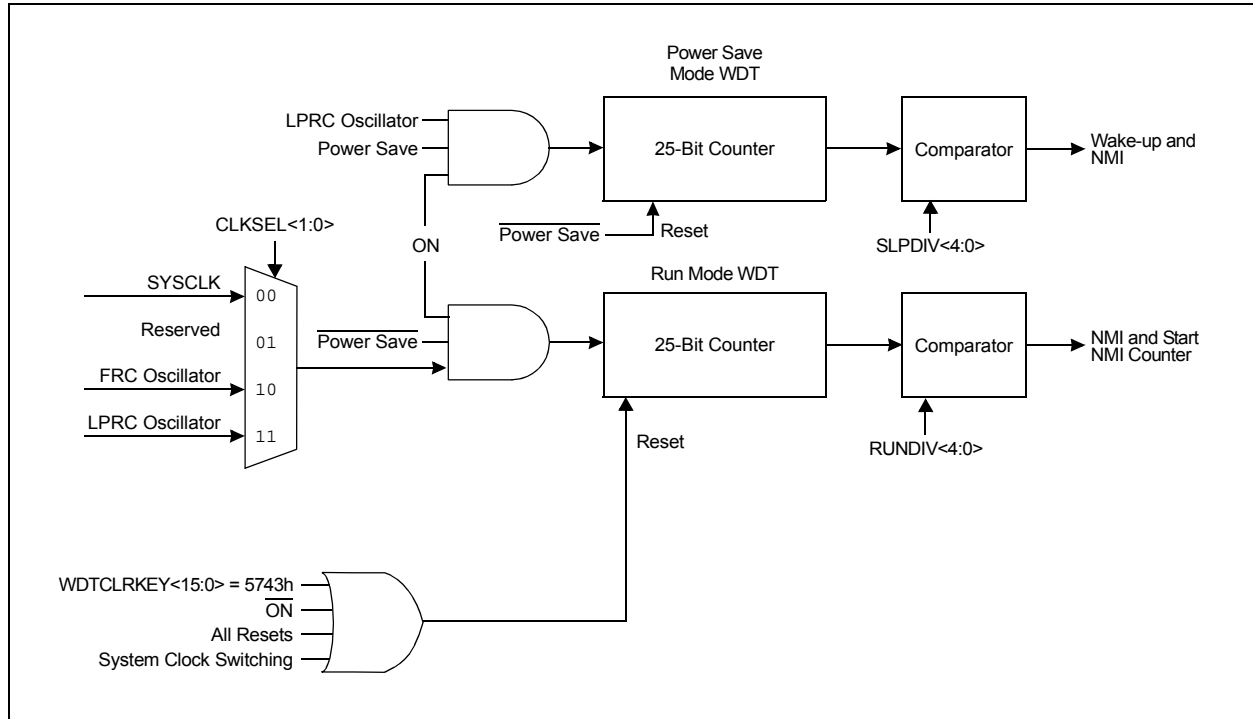 Power Save
Mode WDT
LPRC Oscillator
Power Save
25-Bit Counter
Comparator
Wake-up and
NMI
CLKSEL<1:0>
ON
Power Save
Reset
SLPDIV<4:0>
Run Mode WDT
SYSCLK
00
Reserved
01
Power Save
25-Bit Counter
Comparator
NMI and Start
NMI Counter
FRC Oscillator
10
LPRC Oscillator
11
Reset
RUNDIV<4:0>
WDTCLRKEY<15:0> = 5743h
ON
All Resets
System Clock Switching